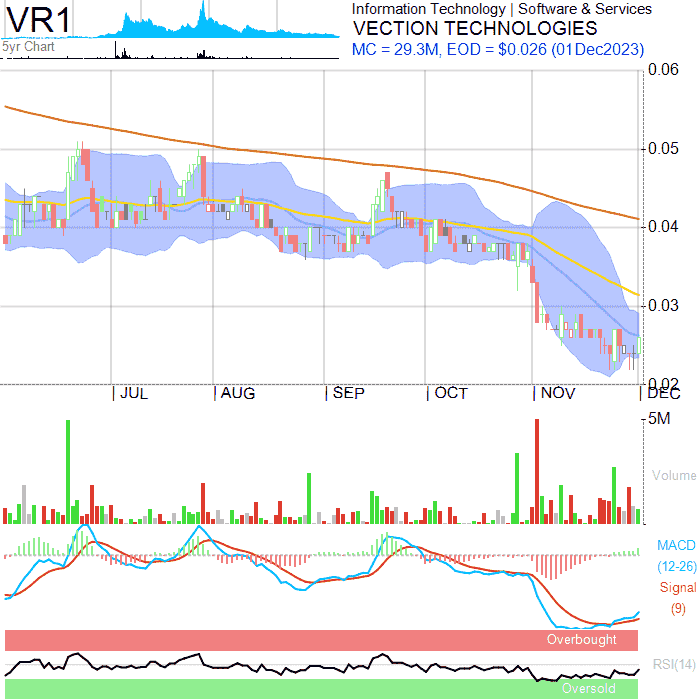 VR1
5yr Chart
Information Technology | Software & Services
VECTION TECHNOLOGIES
MC = 29.3M, EOD = $0.026 (01Dec2023)
0.06
0.05
0.04
0.03
0.02
| JUL | AUG | SEP | OCT | NOV | DEC
5M
Volume
MACD
(12-26)
Signal
(9)
Overbought
RSI(14)
Oversold